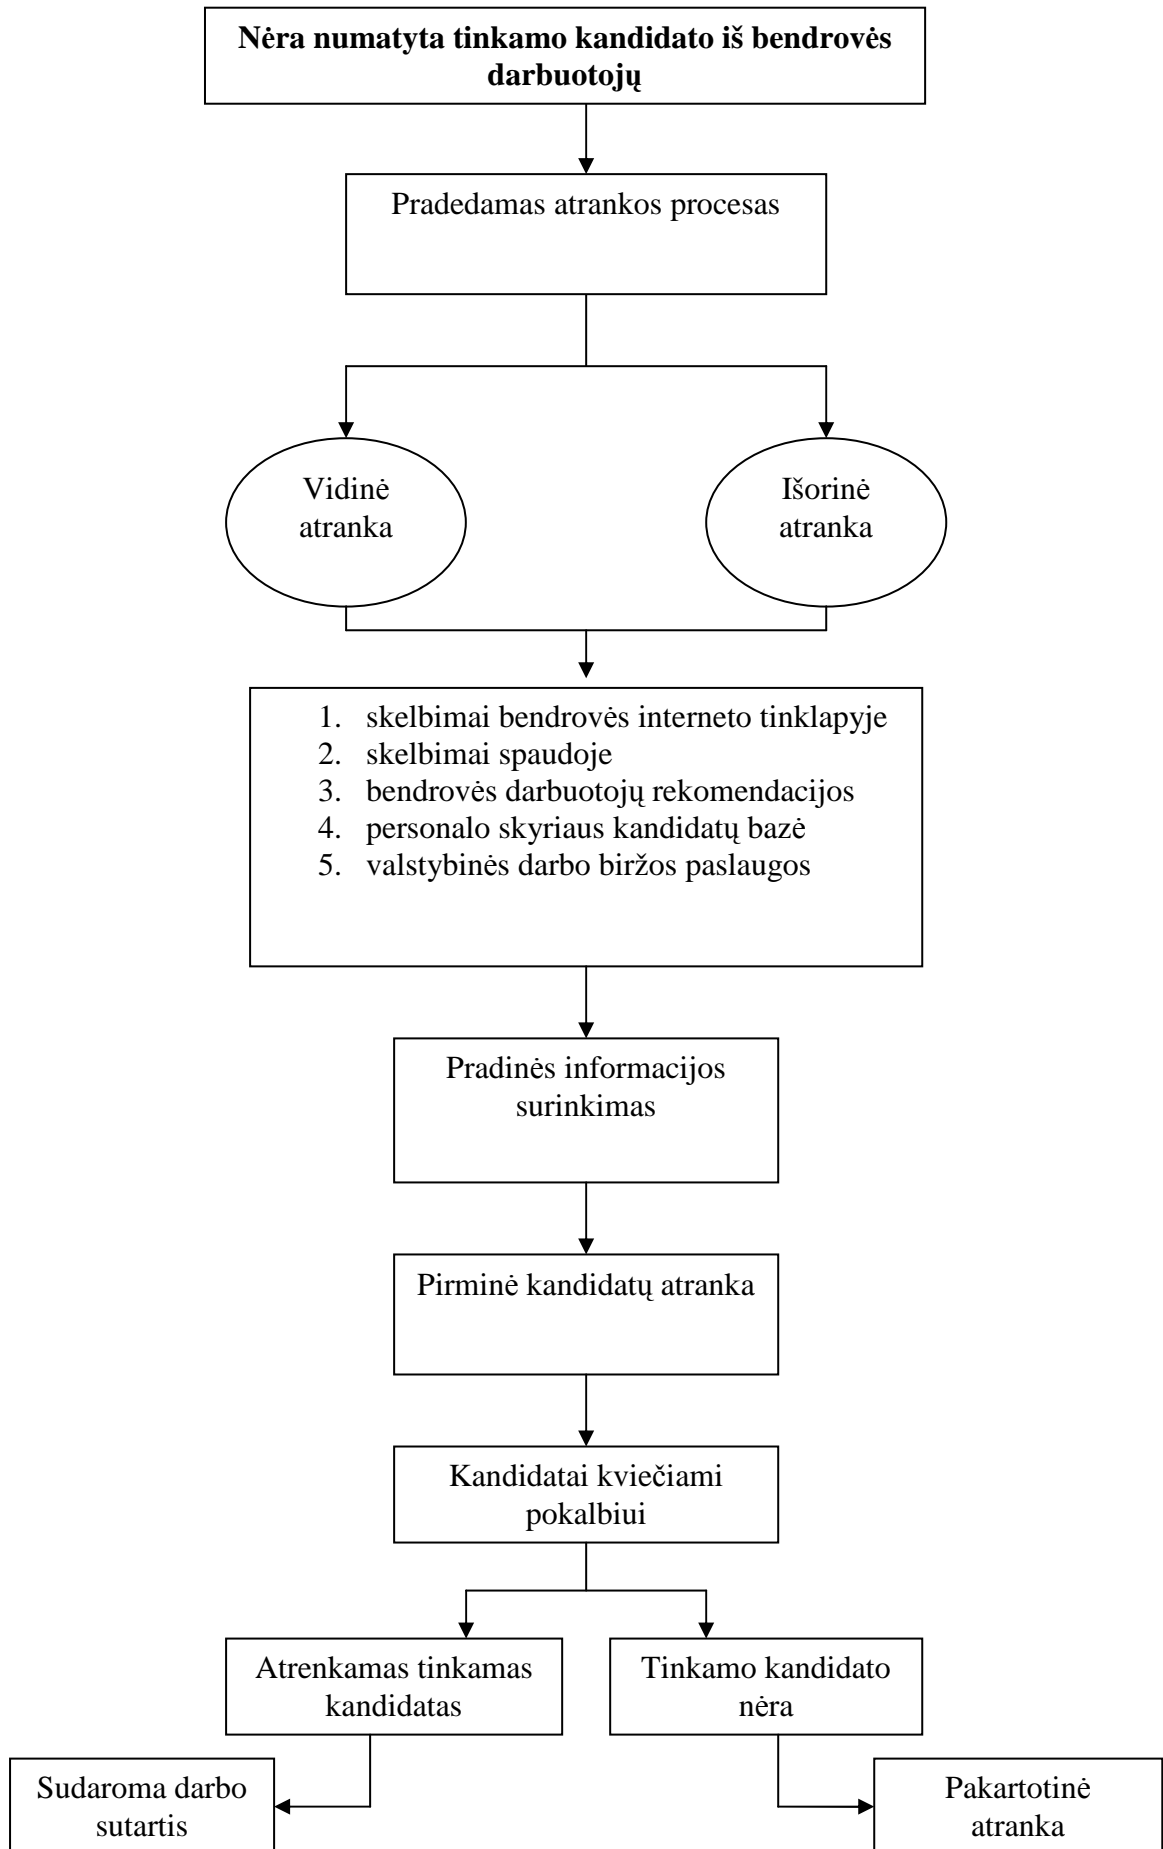 Nėra numatyta tinkamo kandidato iš bendrovės
darbuotojų
Pradedamas atrankos procesas
Vidinė
atranka
Išorinė
atranka
1. skelbimai bendrovės interneto tinklapyje
2. skelbimai spaudoje
3. bendrovės darbuotojų rekomendacijos
4. personalo skyriaus kandidatų bazė
5. valstybinės darbo biržos paslaugos
Pradinės informacijos
surinkimas
Pirminė kandidatų atranka
Kandidatai kviečiami
pokalbiui
Atrenkamas tinkamas
kandidatas
Tinkamo kandidato
nėra
Sudaroma darbo
sutartis
Pakartotinė
atranka